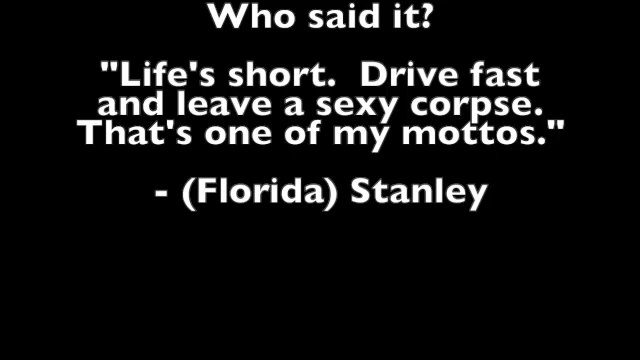 Who said it?
"Life's short.  Drive fast
and leave a sexy corpse.
That's one of my mottos."
- (Florida) Stanley